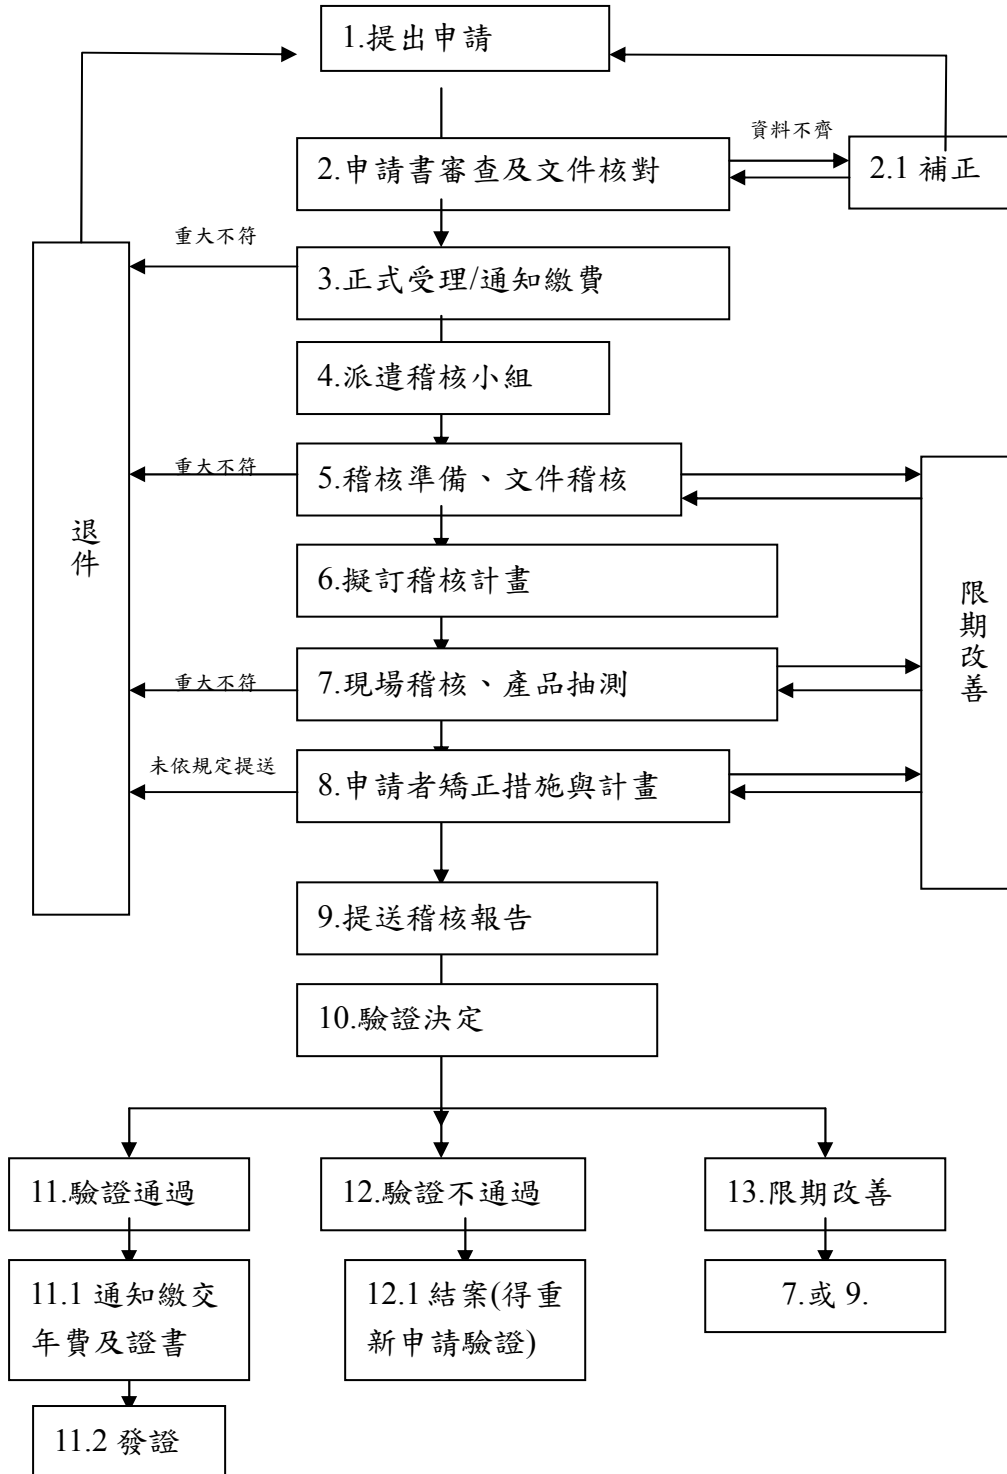 1.提出申請
資料不齊
2.申請書審查及文件核對
2.1 補正
重大不符
3.正式受理/通知繳費
4.派遣稽核小組
重大不符
5.稽核準備、文件稽核
退件
6.擬訂稽核計畫
限期改善
重大不符
7.現場稽核、產品抽測
未依規定提送
8.申請者矯正措施與計畫
9.提送稽核報告
10.驗證決定
11.驗證通過
12.驗證不通過
13.限期改善
11.1 通知繳交
年費及證書
12.1 結案(得重
新申請驗證)
7.或 9.
11.2 發證